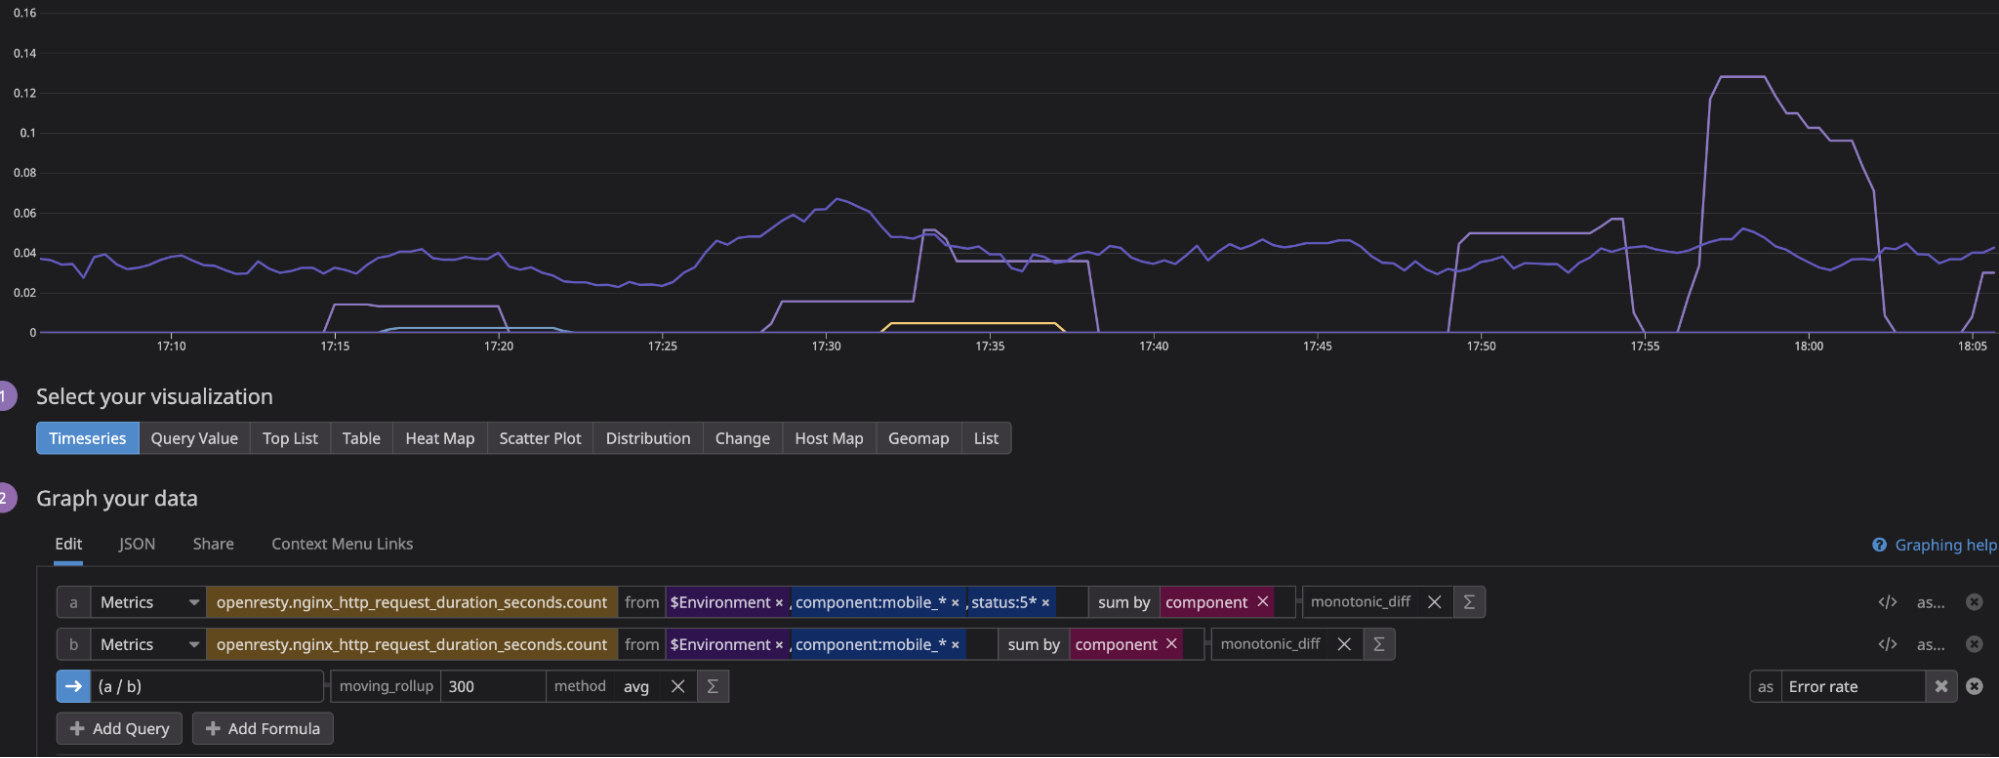 0.16
0.14
0.12
0.1
0.08
0.06
0.04
0.02
0
17:10 17:15 17:20 17:25 17:30 17:35 17:40 17:45 17:50 17:55 18:00 18:05
1 Select your visualization
Timeseries Query Value Top List Table Heat Map Scatter Plot Distribution Change Host Map Geomap List
2 Graph your data
Edit JSON Share Context Menu Links ? Graphing help
a Metrics openresty.nginx_http_request_duration_seconds.count from $Environment × , component:mobile_* × , status:5* × sum by component × monotonic_diff × Σ </> as... ×
b Metrics openresty.nginx_http_request_duration_seconds.count from $Environment × , component:mobile_* × sum by component × monotonic_diff × Σ </> as... ×
→ (a / b) moving_rollup 300 method avg × Σ as Error rate × ×
+ Add Query + Add Formula